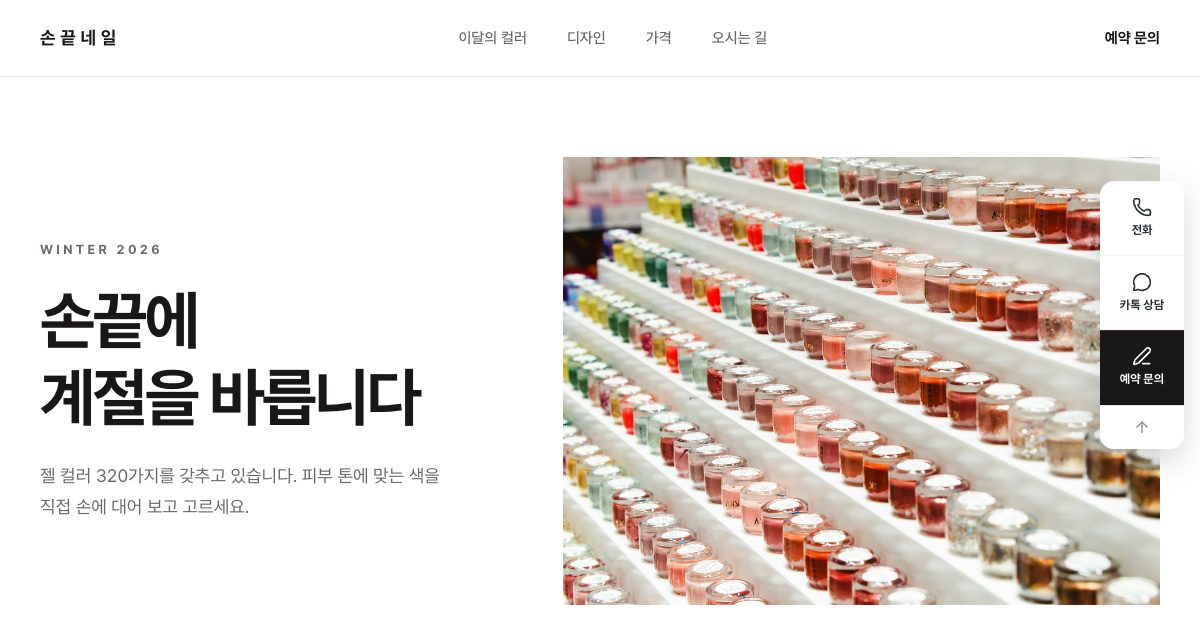 손끝네일
이달의 컬러
디자인
가격
오시는 길
예약 문의
WINTER 2026
손끝에
계절을 바릅니다
젤 컬러 320가지를 갖추고 있습니다. 피부 톤에 맞는 색을
직접 손에 대어 보고 고르세요.
전화
카톡 상담
예약 문의